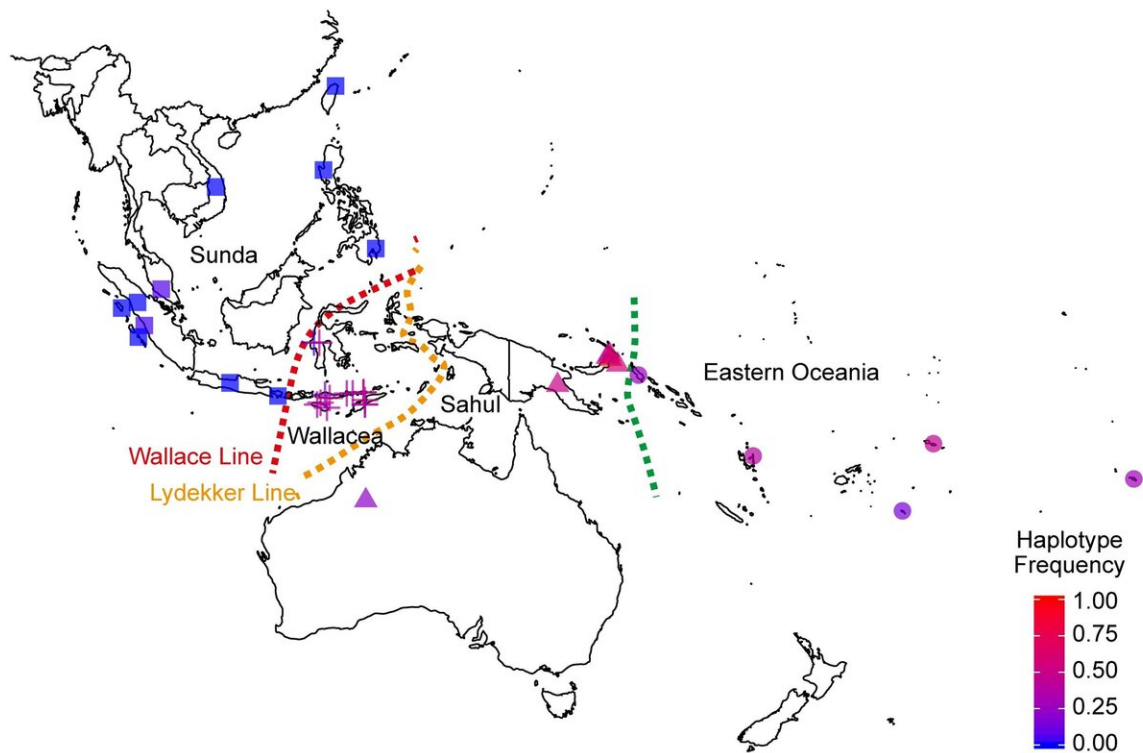 Sunda
Eastern Oceania
Sahul
Wallacea
Wallace Line
Lydekker Line
Haplotype
Frequency
1.00
0.75
0.50
0.25
0.00